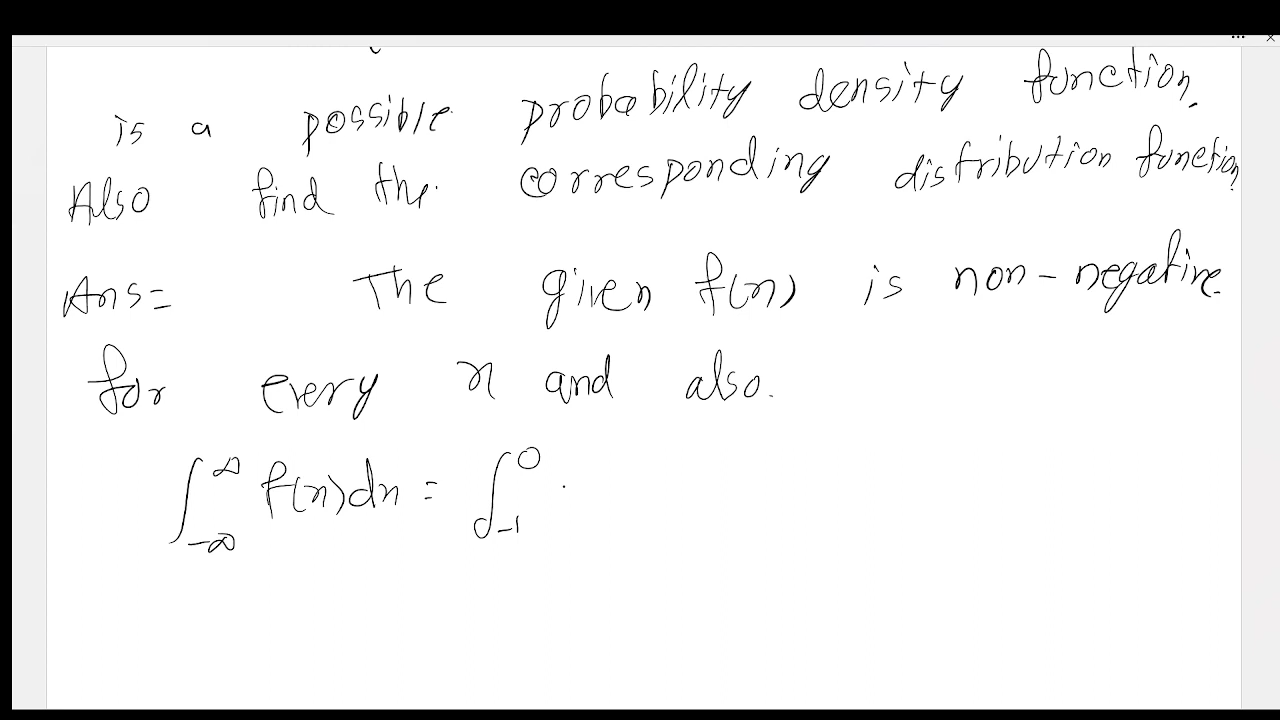 is a possible probability density function.
Also find the corresponding distribution function.
Ans= The given f(n) is non-negative
for every n and also.
∫_{-∞}^{∞} f(n)dn = ∫_{-1}^{0}